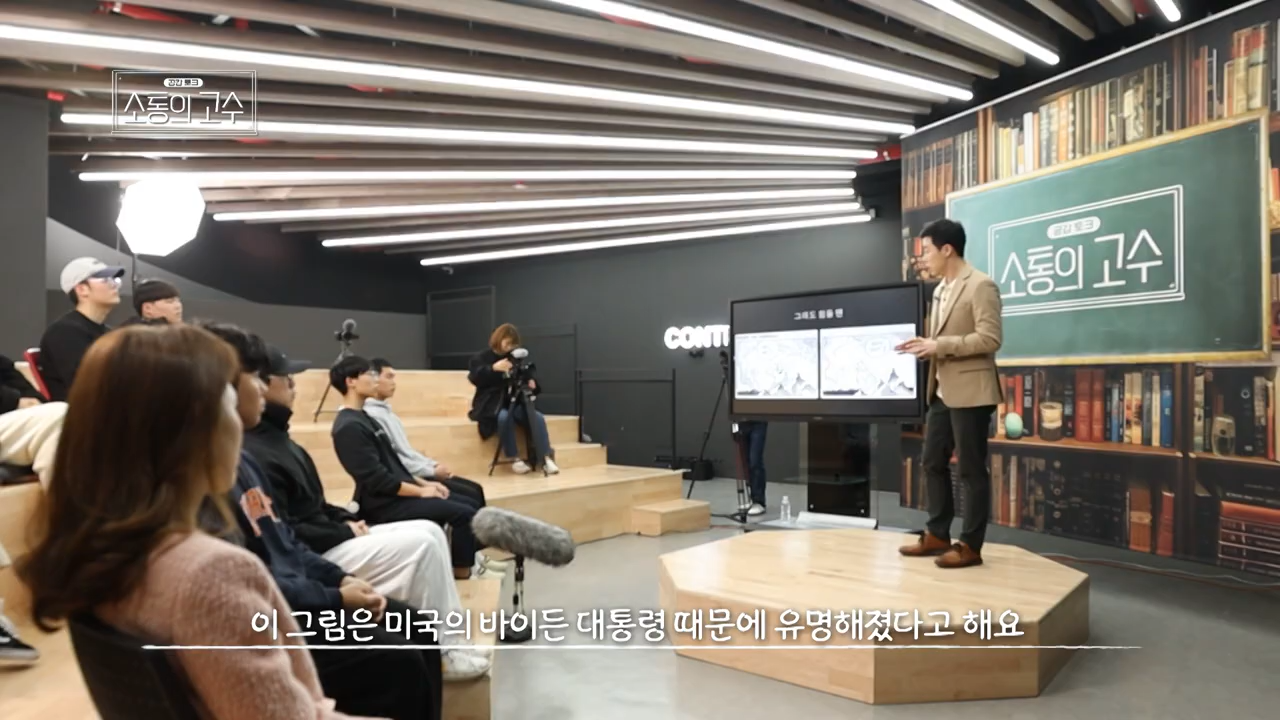 공감 토크
소통의 고수
공감 토크
소통의 고수
그래도 힘들 땐
CONT
이 그림은 미국의 바이든 대통령 때문에 유명해졌다고 해요